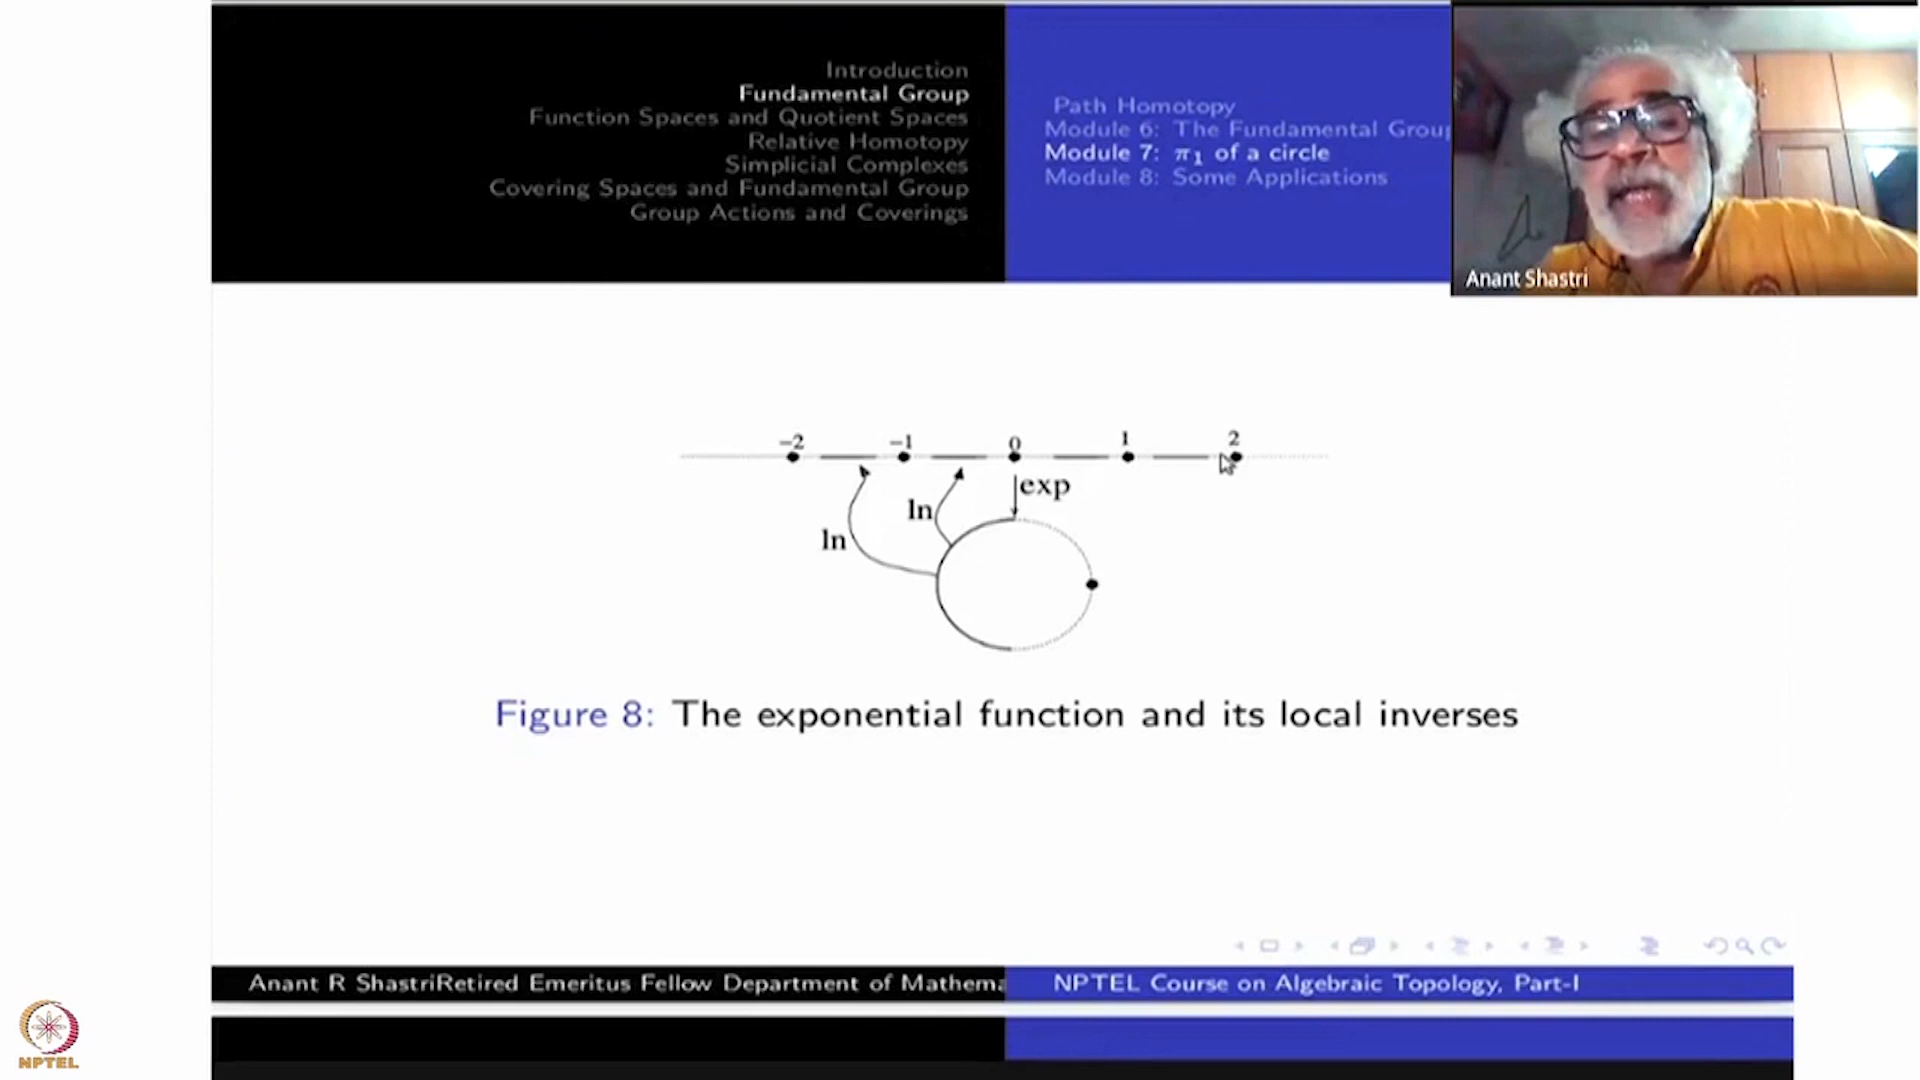 Introduction
Fundamental Group
Function Spaces and Quotient Spaces
Relative Homotopy
Simplicial Complexes
Covering Spaces and Fundamental Group
Group Actions and Coverings
Path Homotopy
Module 6: The Fundamental Group
Module 7: π1 of a circle
Module 8: Some Applications
Anant Shastri
−2 −1 0 1 2
exp
ln
ln
Figure 8: The exponential function and its local inverses
Anant R ShastriRetired Emeritus Fellow Department of Mathema
NPTEL Course on Algebraic Topology, Part-I
NPTEL